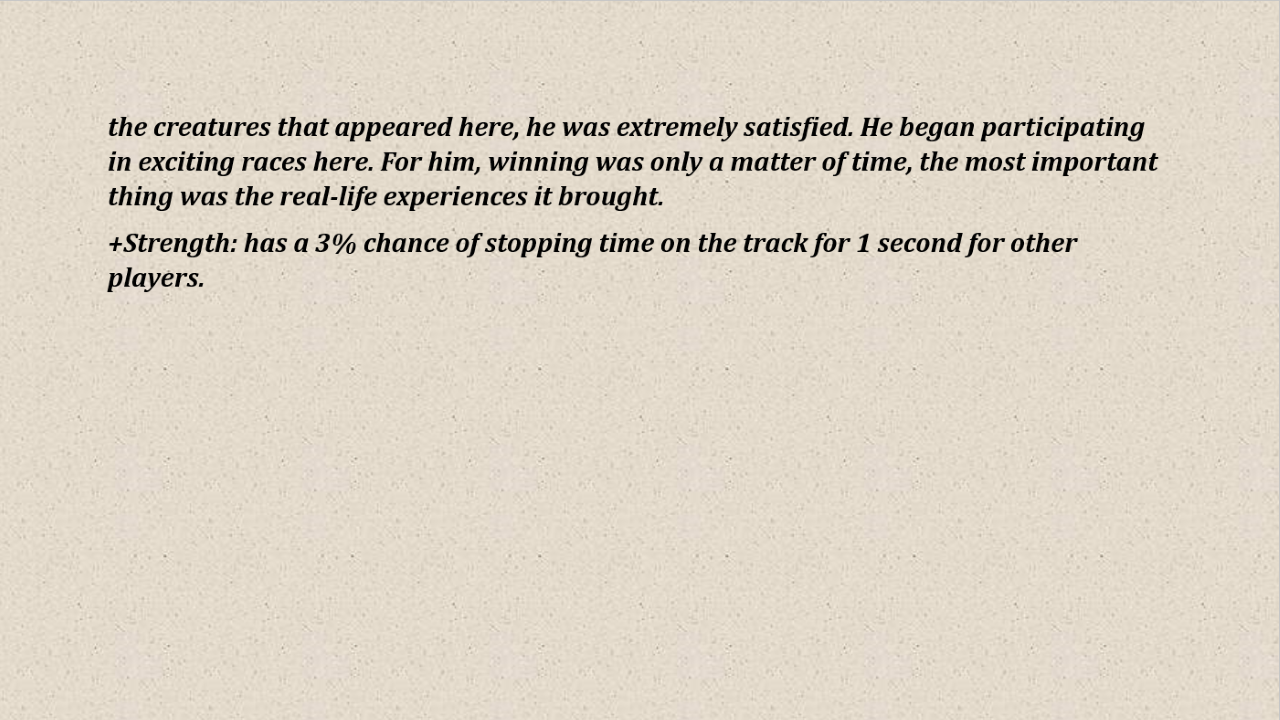 the creatures that appeared here, he was extremely satisfied. He began participating
in exciting races here. For him, winning was only a matter of time, the most important
thing was the real-life experiences it brought.
+Strength: has a 3% chance of stopping time on the track for 1 second for other
players.